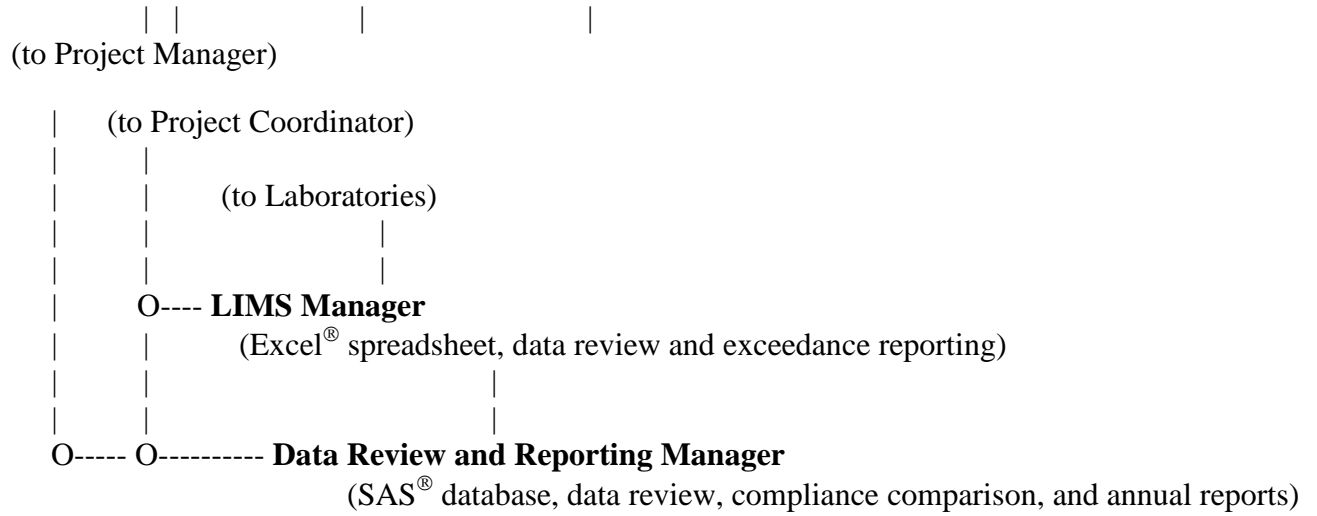 | | | |
(to Project Manager)
| (to Project Coordinator)
| |
| | (to Laboratories)
| | |
| | |
| O---- LIMS Manager
| | (Excel® spreadsheet, data review and exceedance reporting)
| | |
| | |
O----- O---------- Data Review and Reporting Manager
(SAS® database, data review, compliance comparison, and annual reports)